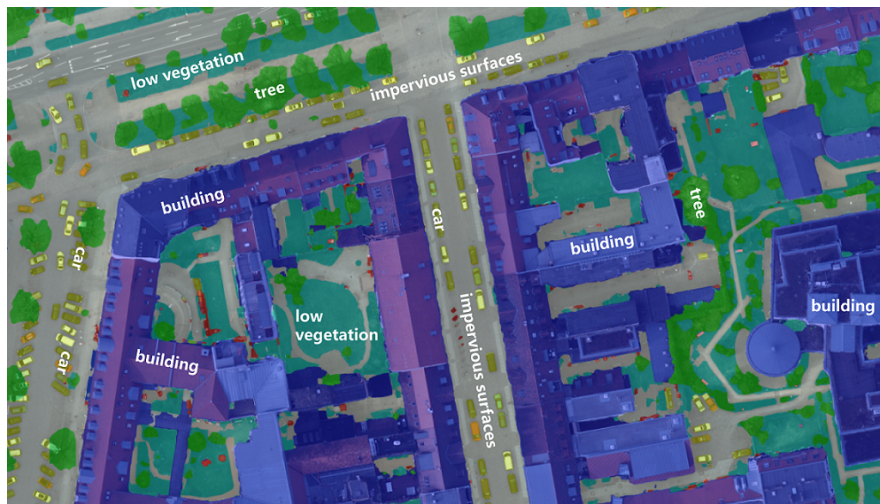 low vegetation
tree
impervious surfaces
building
car
tree
building
car
low
vegetation
impervious surfaces
building
building
car